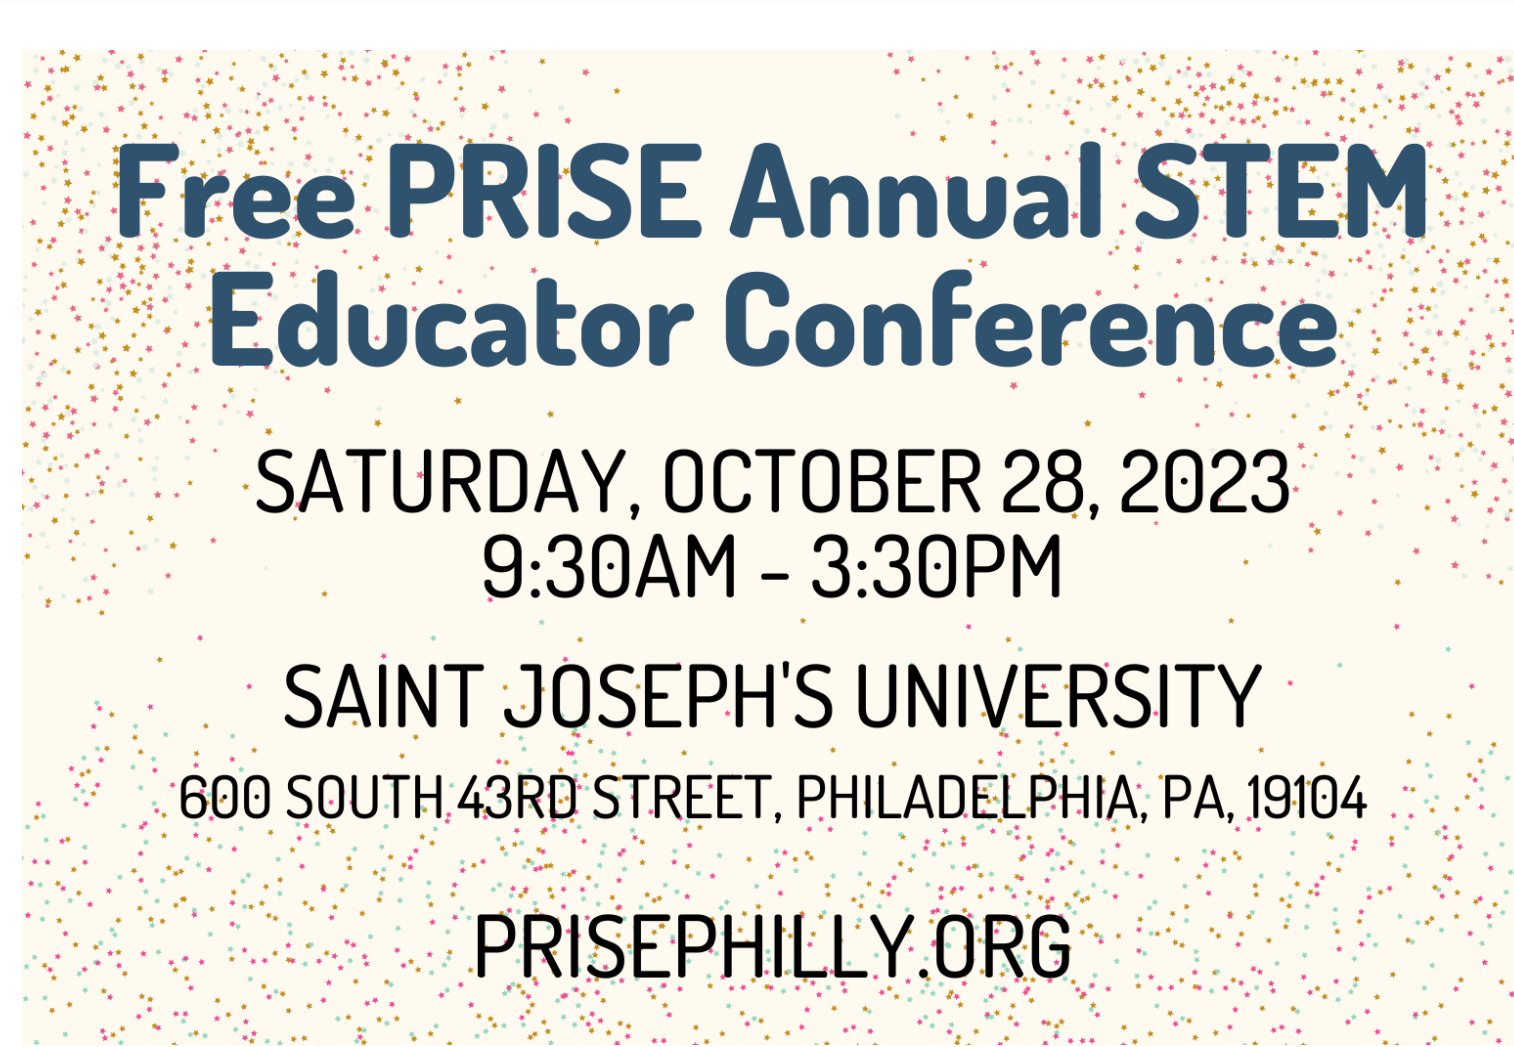 Free PRISE Annual STEM
Educator Conference
SATURDAY, OCTOBER 28, 2023
9:30AM - 3:30PM
SAINT JOSEPH'S UNIVERSITY
600 SOUTH 43RD STREET, PHILADELPHIA, PA, 19104
PRISEPHILLY.ORG